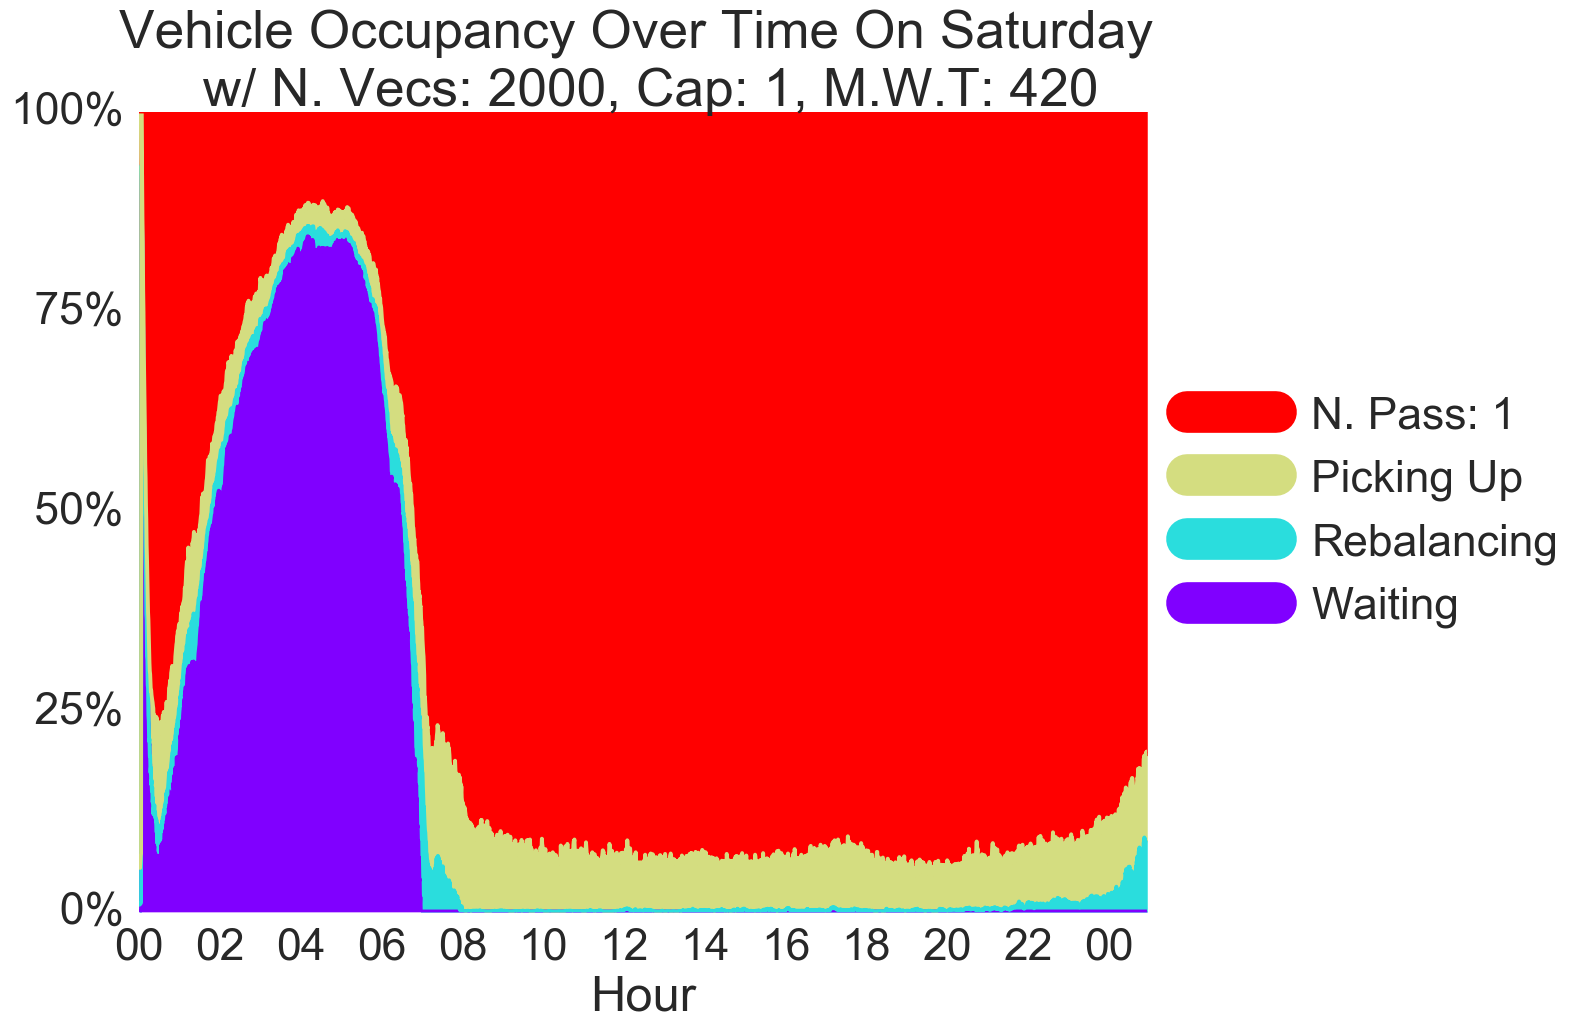 Vehicle Occupancy Over Time On Saturday
w/ N. Vecs: 2000, Cap: 1, M.W.T: 420
100%
75%
50%
25%
0%
00 02 04 06 08 10 12 14 16 18 20 22 00
Hour
N. Pass: 1
Picking Up
Rebalancing
Waiting